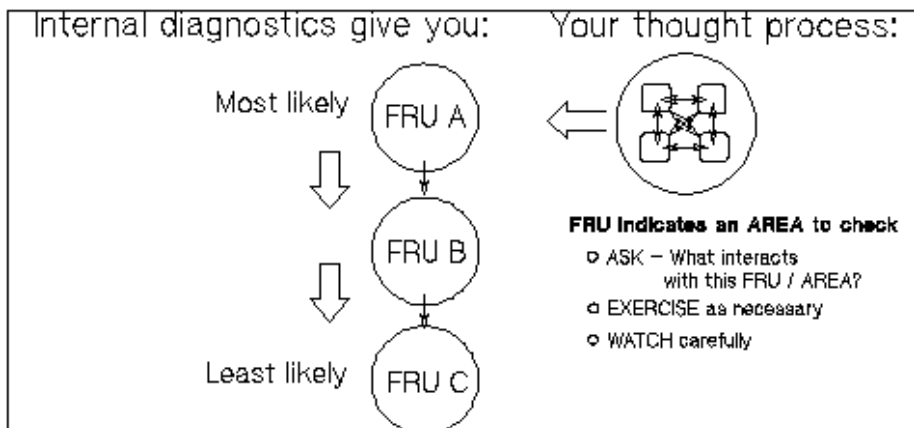 Internal diagnostics give you:
Your thought process:
Most likely
FRU A
FRU B
Least likely
FRU C
FRU indicates an AREA to check
ASK – What interacts
with this FRU / AREA?
EXERCISE as necessary
WATCH carefully